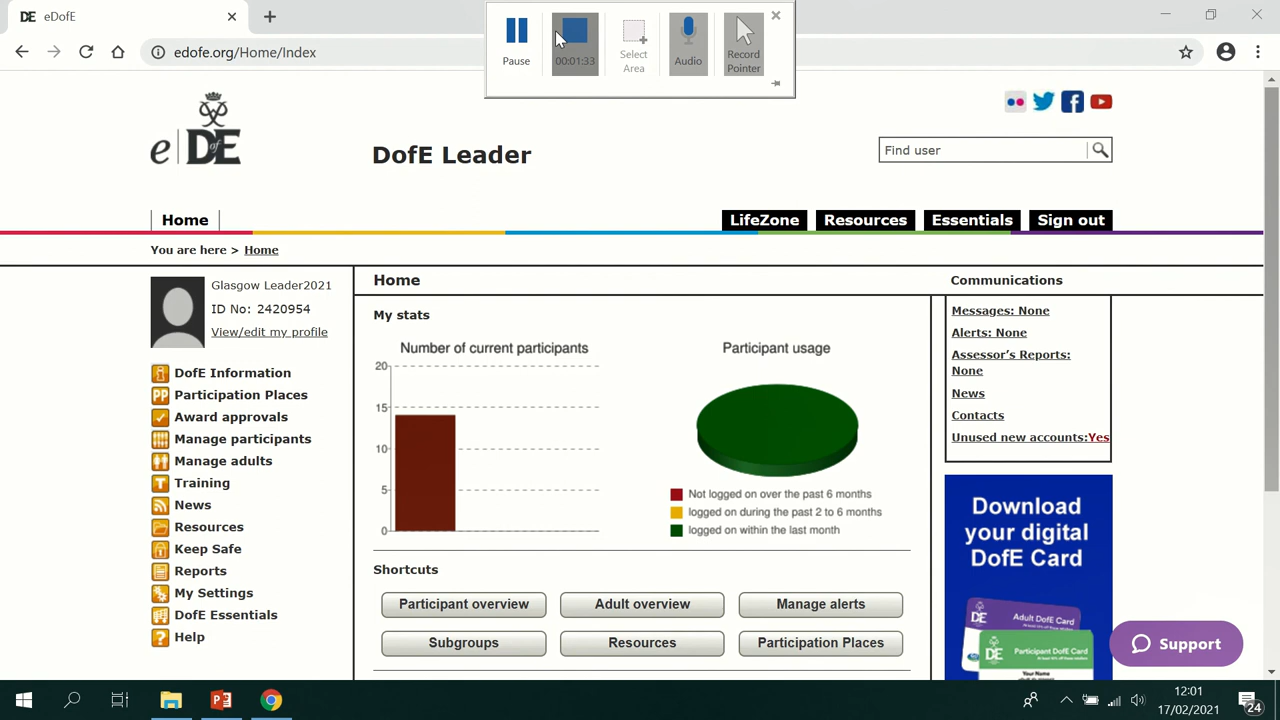 DE eDofE
edofe.org/Home/Index
Pause
00:01:33
Select
Area
Audio
Record
Pointer
e DofE
DofE Leader
Find user
Home
LifeZone
Resources
Essentials
Sign out
You are here > Home
Glasgow Leader2021
ID No: 2420954
View/edit my profile
DofE Information
PP Participation Places
Award approvals
Manage participants
Manage adults
T Training
News
Resources
Keep Safe
Reports
My Settings
DofE Essentials
? Help
Home
My stats
Number of current participants
20
15
10
5
0
Participant usage
Not logged on over the past 6 months
logged on during the past 2 to 6 months
logged on within the last month
Shortcuts
Participant overview
Adult overview
Manage alerts
Subgroups
Resources
Participation Places
Communications
Messages: None
Alerts: None
Assessor's Reports:
None
News
Contacts
Unused new accounts:Yes
Download
your digital
DofE Card
Adult DofE Card
Participant DofE Card
Your Name
Support
12:01
17/02/2021
24